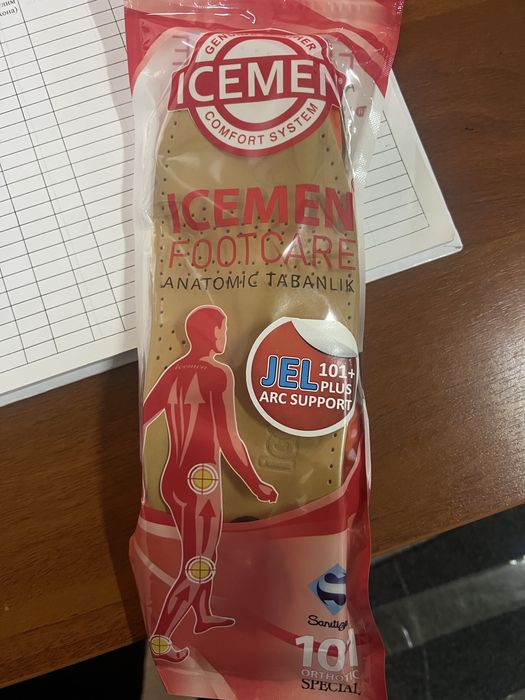 ICEMEN
COMFORT SYSTEM
ICEMEN
FOOTCARE
ANATOMIC TABANLIK
JEL 101+
PLUS
ARC SUPPORT
icemen
101
ORTHOTIC
SPECIAL